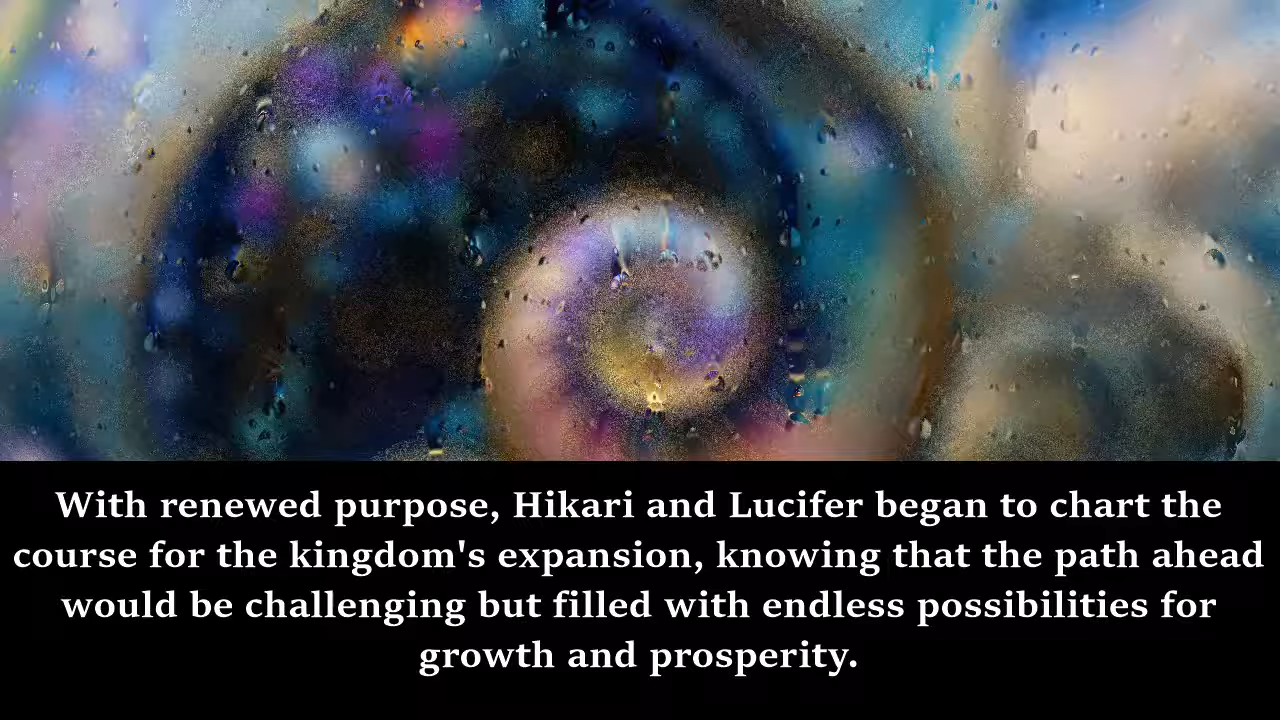 With renewed purpose, Hikari and Lucifer began to chart the
course for the kingdom's expansion, knowing that the path ahead
would be challenging but filled with endless possibilities for
growth and prosperity.